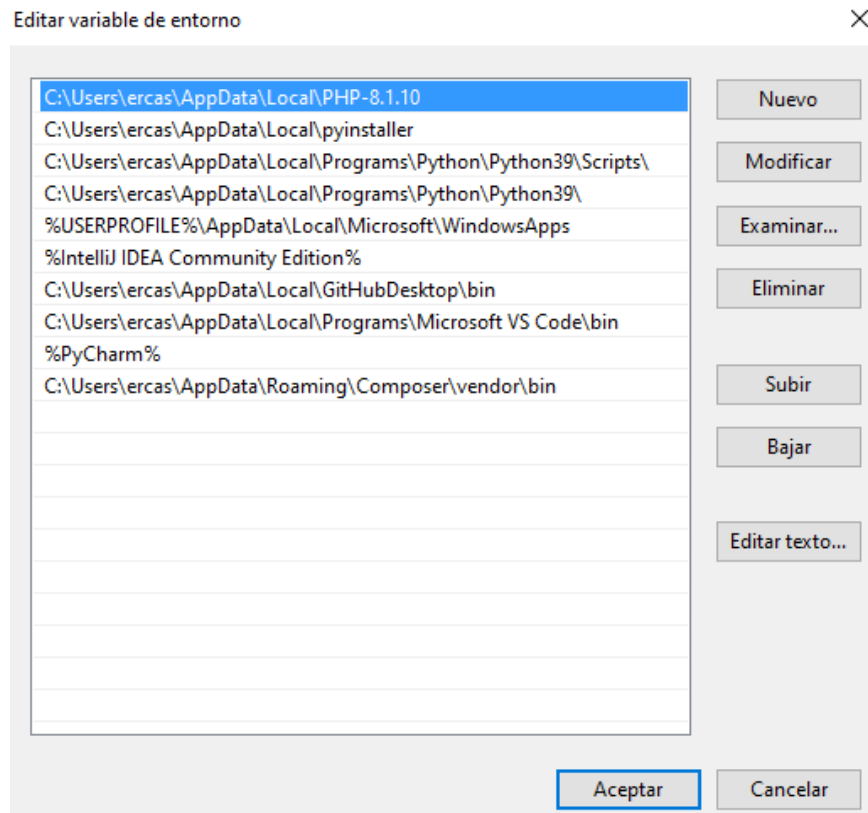 Editar variable de entorno
C:\Users\ercas\AppData\Local\PHP-8.1.10
C:\Users\ercas\AppData\Local\pyinstaller
C:\Users\ercas\AppData\Local\Programs\Python\Python39\Scripts\
C:\Users\ercas\AppData\Local\Programs\Python\Python39\
%USERPROFILE%\AppData\Local\Microsoft\WindowsApps
%IntelliJ IDEA Community Edition%
C:\Users\ercas\AppData\Local\GitHubDesktop\bin
C:\Users\ercas\AppData\Local\Programs\Microsoft VS Code\bin
%PyCharm%
C:\Users\ercas\AppData\Roaming\Composer\vendor\bin
Nuevo
Modificar
Examinar...
Eliminar
Subir
Bajar
Editar texto...
Aceptar
Cancelar